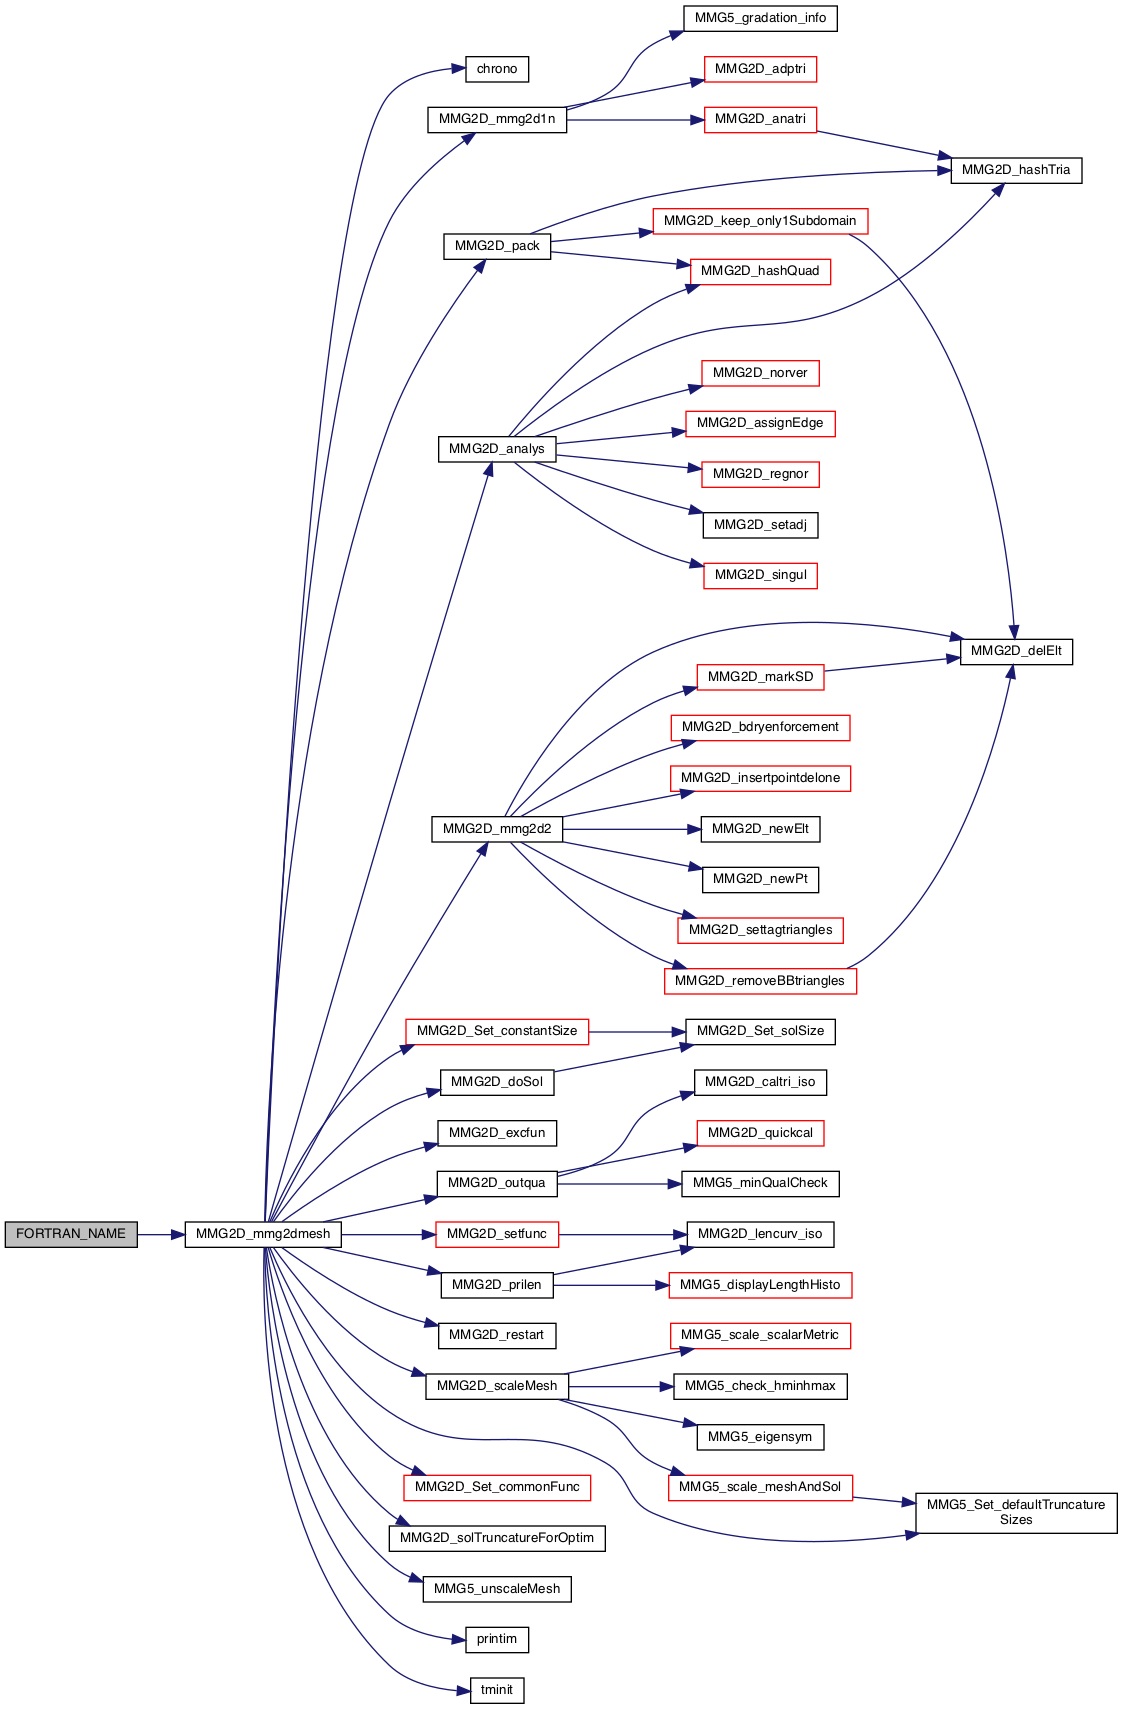 MMG5_gradation_info
chrono
MMG2D_adptri
MMG2D_mmg2d1n
MMG2D_anatri
MMG2D_hashTria
MMG2D_keep_only1Subdomain
MMG2D_pack
MMG2D_hashQuad
MMG2D_norver
MMG2D_assignEdge
MMG2D_analys
MMG2D_regnor
MMG2D_setadj
MMG2D_singul
MMG2D_delElt
MMG2D_markSD
MMG2D_bdryenforcement
MMG2D_insertpointdelone
MMG2D_mmg2d2
MMG2D_newElt
MMG2D_newPt
MMG2D_settagtriangles
MMG2D_removeBBtriangles
MMG2D_Set_constantSize
MMG2D_Set_solSize
MMG2D_doSol
MMG2D_caltri_iso
MMG2D_excfun
MMG2D_quickcal
MMG2D_outqua
MMG5_minQualCheck
FORTRAN_NAME
MMG2D_mmg2dmesh
MMG2D_setfunc
MMG2D_lencurv_iso
MMG2D_prilen
MMG5_displayLengthHisto
MMG2D_restart
MMG5_scale_scalarMetric
MMG2D_scaleMesh
MMG5_check_hminhmax
MMG5_eigensym
MMG2D_Set_commonFunc
MMG5_scale_meshAndSol
MMG5_Set_defaultTruncature
Sizes
MMG2D_solTruncatureForOptim
MMG5_unscaleMesh
printim
tminit